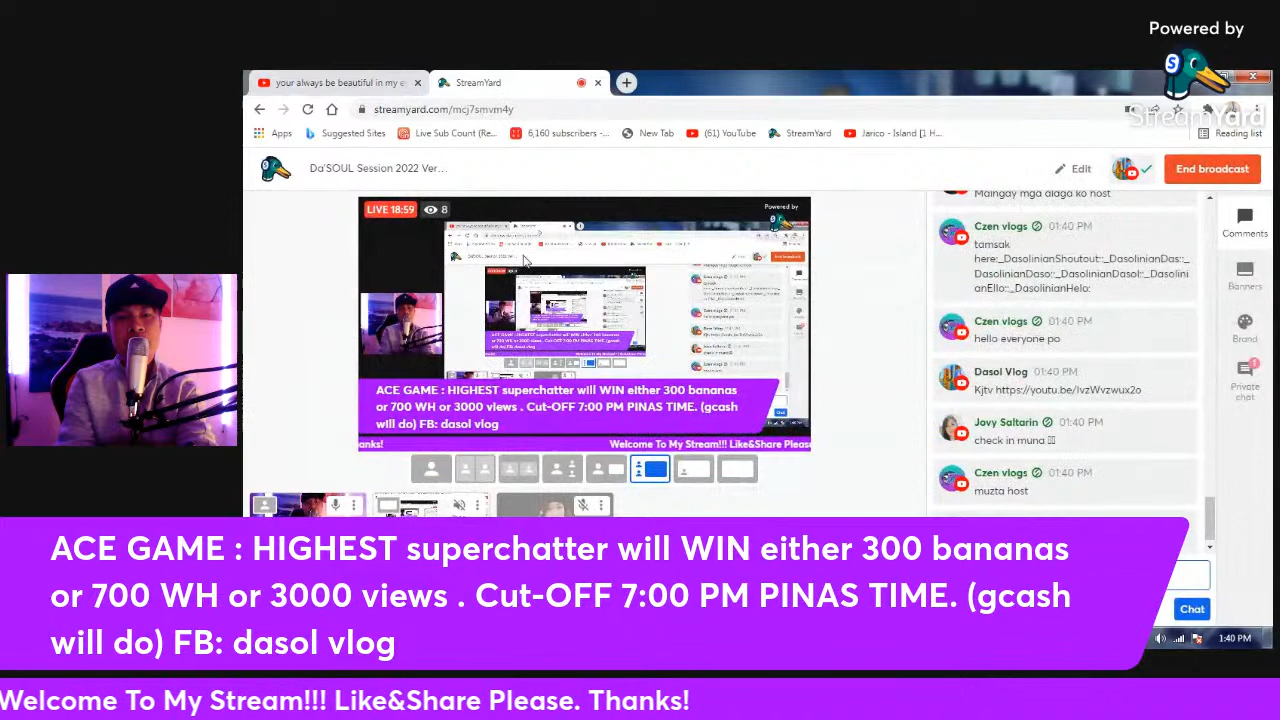 Powered by
StreamYard
your always be beautiful in my e
StreamYard
streamyard.com/mcj7smvm4y
Apps
Suggested Sites
Live Sub Count (Re...
6,160 subscribers -...
New Tab
(61) YouTube
StreamYard
Jarico - Island [1 H...
Reading list
Da'SOUL Session 2022 Ver...
Edit
End broadcast
LIVE 18:59
8
Powered by
ACE GAME : HIGHEST superchatter will WIN either 300 bananas
or 700 WH or 3000 views . Cut-OFF 7:00 PM PINAS TIME. (gcash
will do) FB: dasol vlog
anks!
Welcome To My Stream!!! Like&Share Please
Maingay mga alaga ko host
Czen vlogs 01:40 PM
tamsak
here:_DasolinianShoutout:_DasolinianDas:_
DasolinianDaso:_DasolinianDasol:_Dasolini
anEllo:_DasolinianHelo:
Czen vlogs 01:40 PM
hello everyone po
Dasol Vlog 01:40 PM
Kjtv https://youtu.be/IvzWvzwux2o
Jovy Saltarin 01:40 PM
check in muna
Czen vlogs 01:40 PM
muzta host
Comments
Banners
Brand
4
Private
chat
Chat
1:40 PM
ACE GAME : HIGHEST superchatter will WIN either 300 bananas
or 700 WH or 3000 views . Cut-OFF 7:00 PM PINAS TIME. (gcash
will do) FB: dasol vlog
Welcome To My Stream!!! Like&Share Please. Thanks!